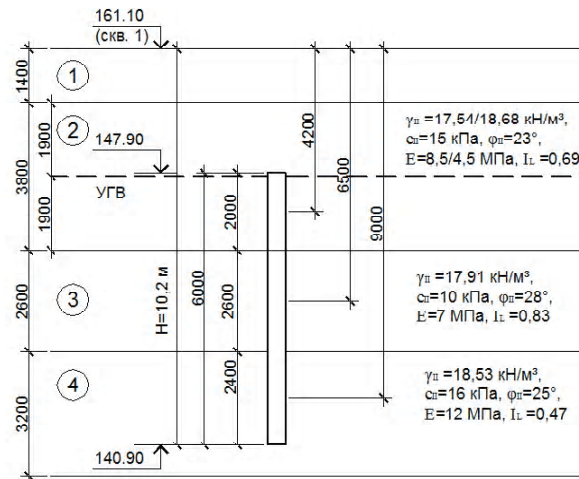 161.10
(скв. 1)
1400
1
2
1900
147.90
3800
4200
γII =17,54/18,68 кН/м³,
cII=15 кПа, φII=23°,
E=8,5/4,5 МПа, IL =0,69
УГВ
1900
6500
2000
9000
3
2600
H=10,2 м
6000
2600
γII =17,91 кН/м³,
cII=10 кПа, φII=28°,
E=7 МПа, IL =0,83
4
2400
3200
γII =18,53 кН/м³,
cII=16 кПа, φII=25°,
E=12 МПа, IL =0,47
140.90